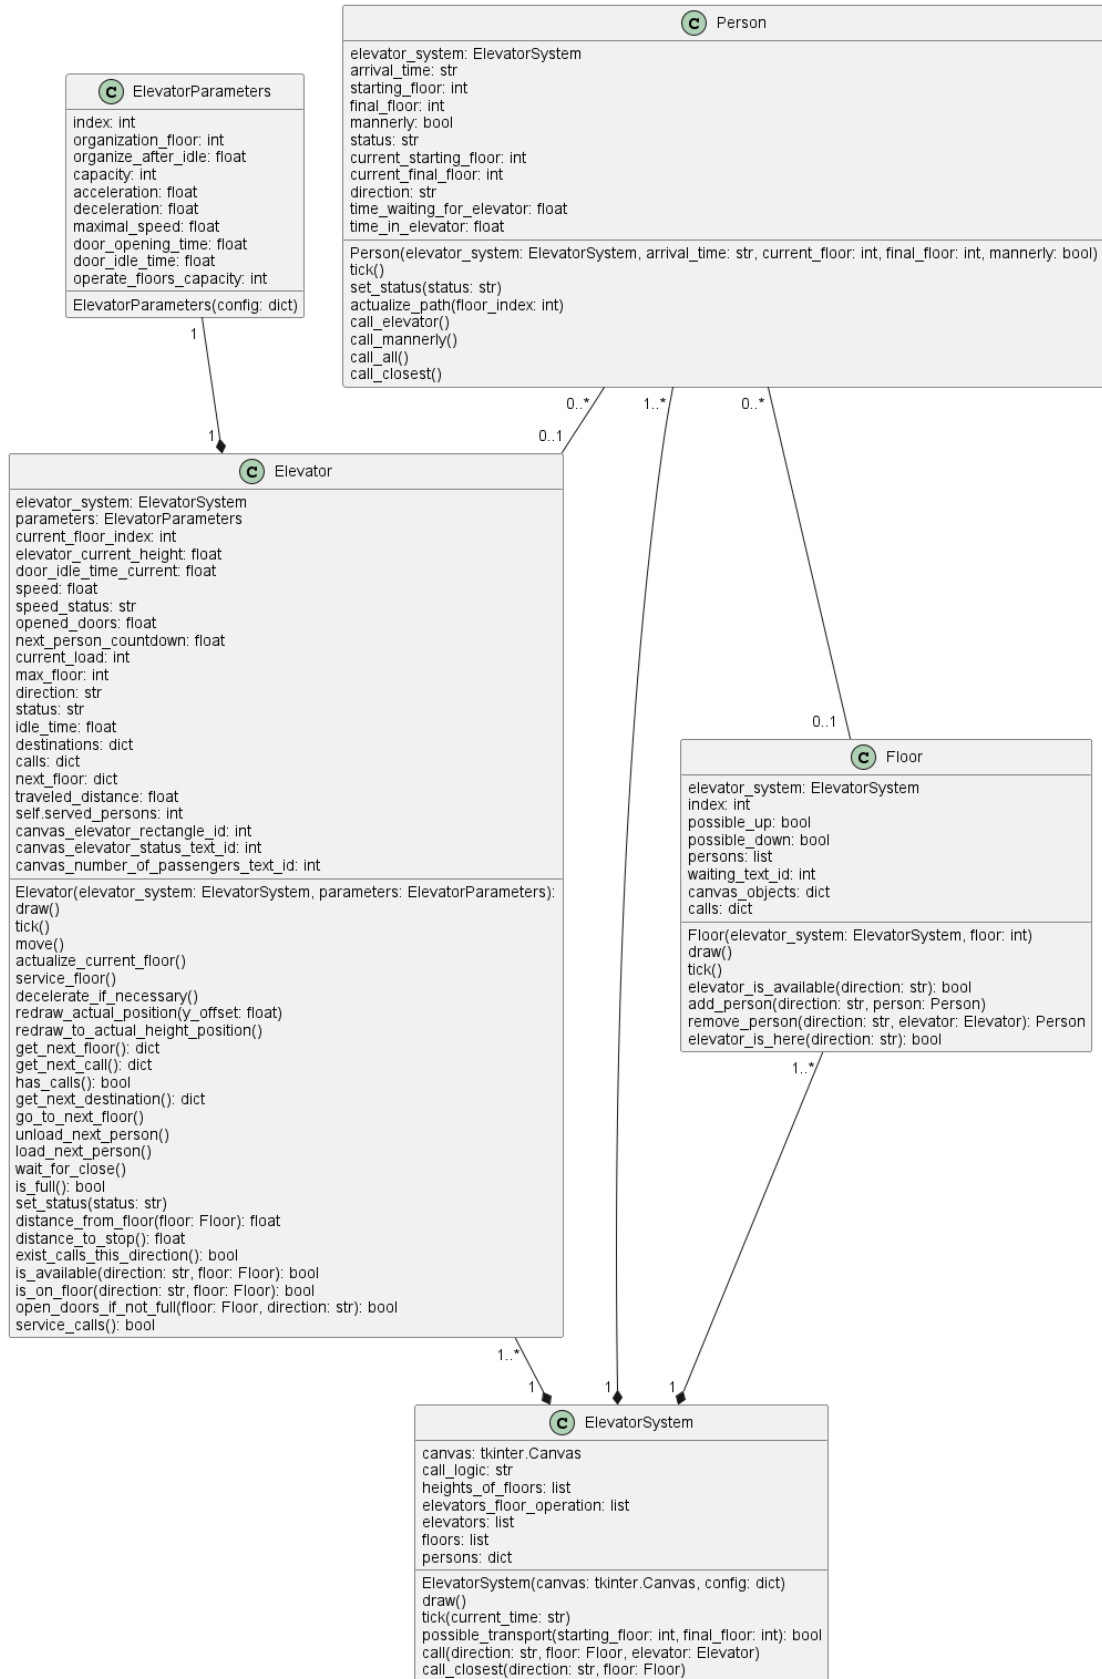 C Person
elevator_system: ElevatorSystem
arrival_time: str
starting_floor: int
final_floor: int
mannerly: bool
status: str
current_starting_floor: int
current_final_floor: int
direction: str
time_waiting_for_elevator: float
time_in_elevator: float
Person(elevator_system: ElevatorSystem, arrival_time: str, current_floor: int, final_floor: int, mannerly: bool)
tick()
set_status(status: str)
actualize_path(floor_index: int)
call_elevator()
call_mannerly()
call_all()
call_closest()
C ElevatorParameters
index: int
organization_floor: int
organize_after_idle: float
capacity: int
acceleration: float
deceleration: float
maximal_speed: float
door_opening_time: float
door_idle_time: float
operate_floors_capacity: int
ElevatorParameters(config: dict)
1
1
0..*
0..1
1..*
0..*
0..1
C Elevator
elevator_system: ElevatorSystem
parameters: ElevatorParameters
current_floor_index: int
elevator_current_height: float
door_idle_time_current: float
speed: float
speed_status: str
opened_doors: float
next_person_countdown: float
current_load: int
max_floor: int
direction: str
status: str
idle_time: float
destinations: dict
calls: dict
next_floor: dict
traveled_distance: float
self.served_persons: int
canvas_elevator_rectangle_id: int
canvas_elevator_status_text_id: int
canvas_number_of_passengers_text_id: int
Elevator(elevator_system: ElevatorSystem, parameters: ElevatorParameters):
draw()
tick()
move()
actualize_current_floor()
service_floor()
decelerate_if_necessary()
redraw_actual_position(y_offset: float)
redraw_to_actual_height_position()
get_next_floor(): dict
get_next_call(): dict
has_calls(): bool
get_next_destination(): dict
go_to_next_floor()
unload_next_person()
load_next_person()
wait_for_close()
is_full(): bool
set_status(status: str)
distance_from_floor(floor: Floor): float
distance_to_stop(): float
exist_calls_this_direction(): bool
is_available(direction: str, floor: Floor): bool
is_on_floor(direction: str, floor: Floor): bool
open_doors_if_not_full(floor: Floor, direction: str): bool
service_calls(): bool
C Floor
elevator_system: ElevatorSystem
index: int
possible_up: bool
possible_down: bool
persons: list
waiting_text_id: int
canvas_objects: dict
calls: dict
Floor(elevator_system: ElevatorSystem, floor: int)
draw()
tick()
elevator_is_available(direction: str): bool
add_person(direction: str, person: Person)
remove_person(direction: str, elevator: Elevator): Person
elevator_is_here(direction: str): bool
1..*
1..*
1
1
1
C ElevatorSystem
canvas: tkinter.Canvas
call_logic: str
heights_of_floors: list
elevators_floor_operation: list
elevators: list
floors: list
persons: dict
ElevatorSystem(canvas: tkinter.Canvas, config: dict)
draw()
tick(current_time: str)
possible_transport(starting_floor: int, final_floor: int): bool
call(direction: str, floor: Floor, elevator: Elevator)
call_closest(direction: str, floor: Floor)